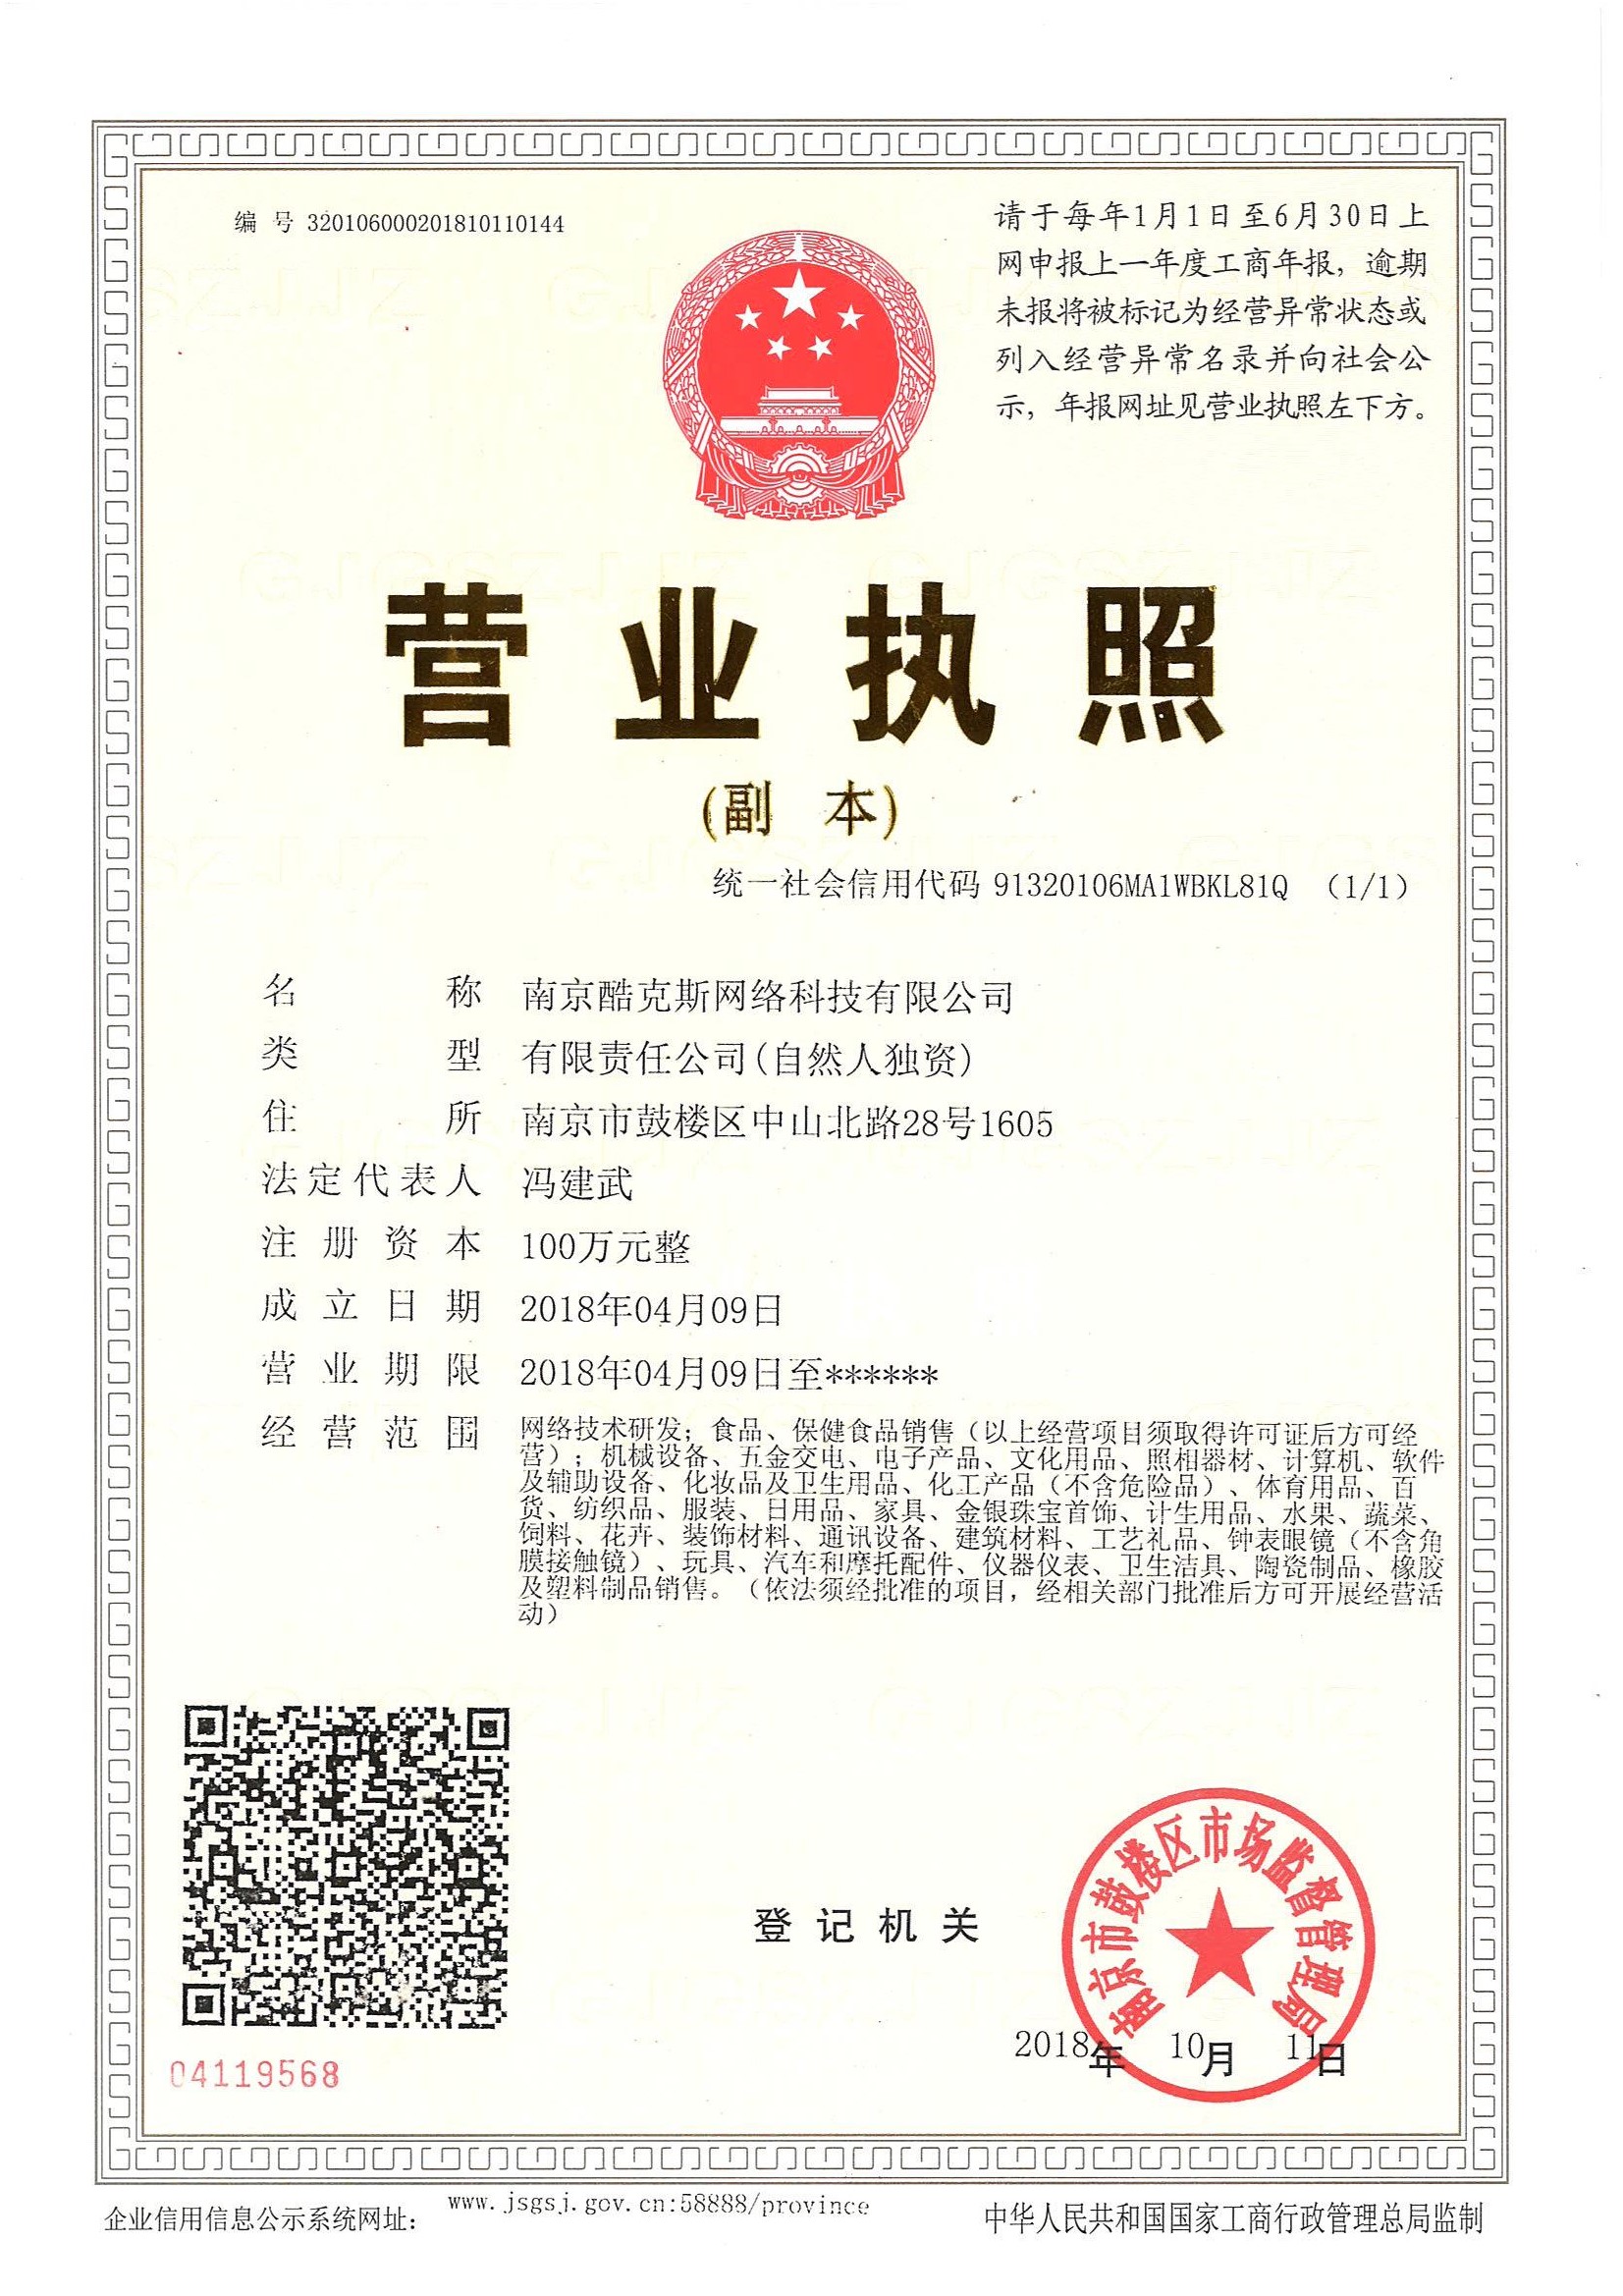 编 号 320106000201810110144
请于每年1月1日至6月30日上
网申报上一年度工商年报，逾期
未报将被标记为经营异常状态或
列入经营异常名录并向社会公
示，年报网址见营业执照左下方。
营业执照
(副 本)
统一社会信用代码 91320106MA1WBKL81Q （1/1）
名称 南京酷克斯网络科技有限公司
类型 有限责任公司(自然人独资)
住所 南京市鼓楼区中山北路28号1605
法定代表人 冯建武
注册资本 100万元整
成立日期 2018年04月09日
营业期限 2018年04月09日至******
经营范围 网络技术研发；食品、保健食品销售（以上经营项目须取得许可证后方可经
营）；机械设备、五金交电、电子产品、文化用品、照相器材、计算机、软件
及辅助设备、化妆品及卫生用品、化工产品（不含危险品）、体育用品、百
货、纺织品、服装、日用品、家具、金银珠宝首饰、计生用品、水果、蔬菜、
饲料、花卉、装饰材料、通讯设备、建筑材料、工艺礼品、钟表眼镜（不含角
膜接触镜）、玩具、汽车和摩托配件、仪器仪表、卫生洁具、陶瓷制品、橡胶
及塑料制品销售。（依法须经批准的项目，经相关部门批准后方可开展经营活
动）
登记机关
南京市鼓楼区市场监督管理局
2018年 10月 11日
04119568
企业信用信息公示系统网址： www.jsgsj.gov.cn:58888/province
中华人民共和国国家工商行政管理总局监制